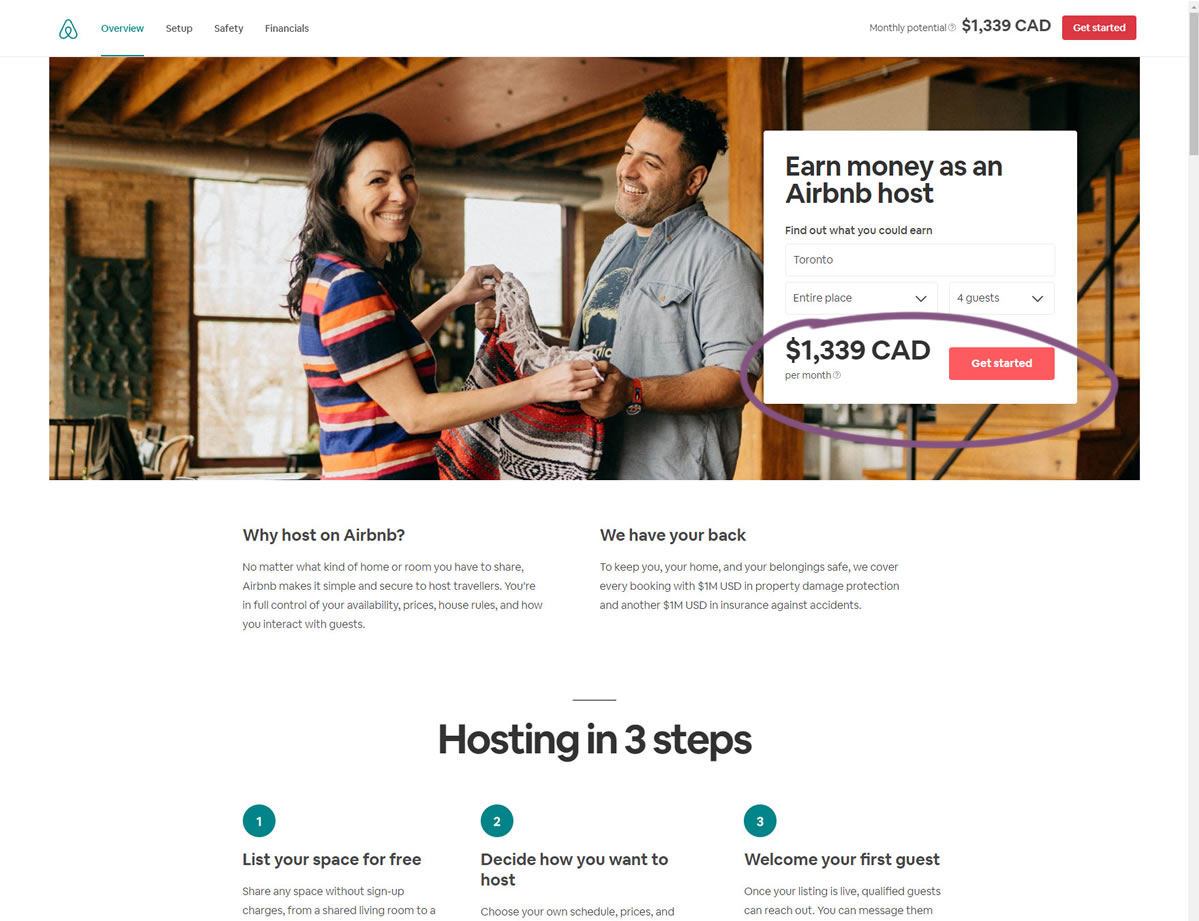 Overview Setup Safety Financials Monthly potential $1,339 CAD Get started
Earn money as an
Airbnb host
Find out what you could earn
Toronto
Entire place 4 guests
$1,339 CAD
per month
Get started
Why host on Airbnb?
No matter what kind of home or room you have to share,
Airbnb makes it simple and secure to host travellers. You're
in full control of your availability, prices, house rules, and how
you interact with guests.
We have your back
To keep you, your home, and your belongings safe, we cover
every booking with $1M USD in property damage protection
and another $1M USD in insurance against accidents.
Hosting in 3 steps
1
List your space for free
Share any space without sign-up
charges, from a shared living room to a
2
Decide how you want to
host
Choose your own schedule, prices, and
3
Welcome your first guest
Once your listing is live, qualified guests
can reach out. You can message them